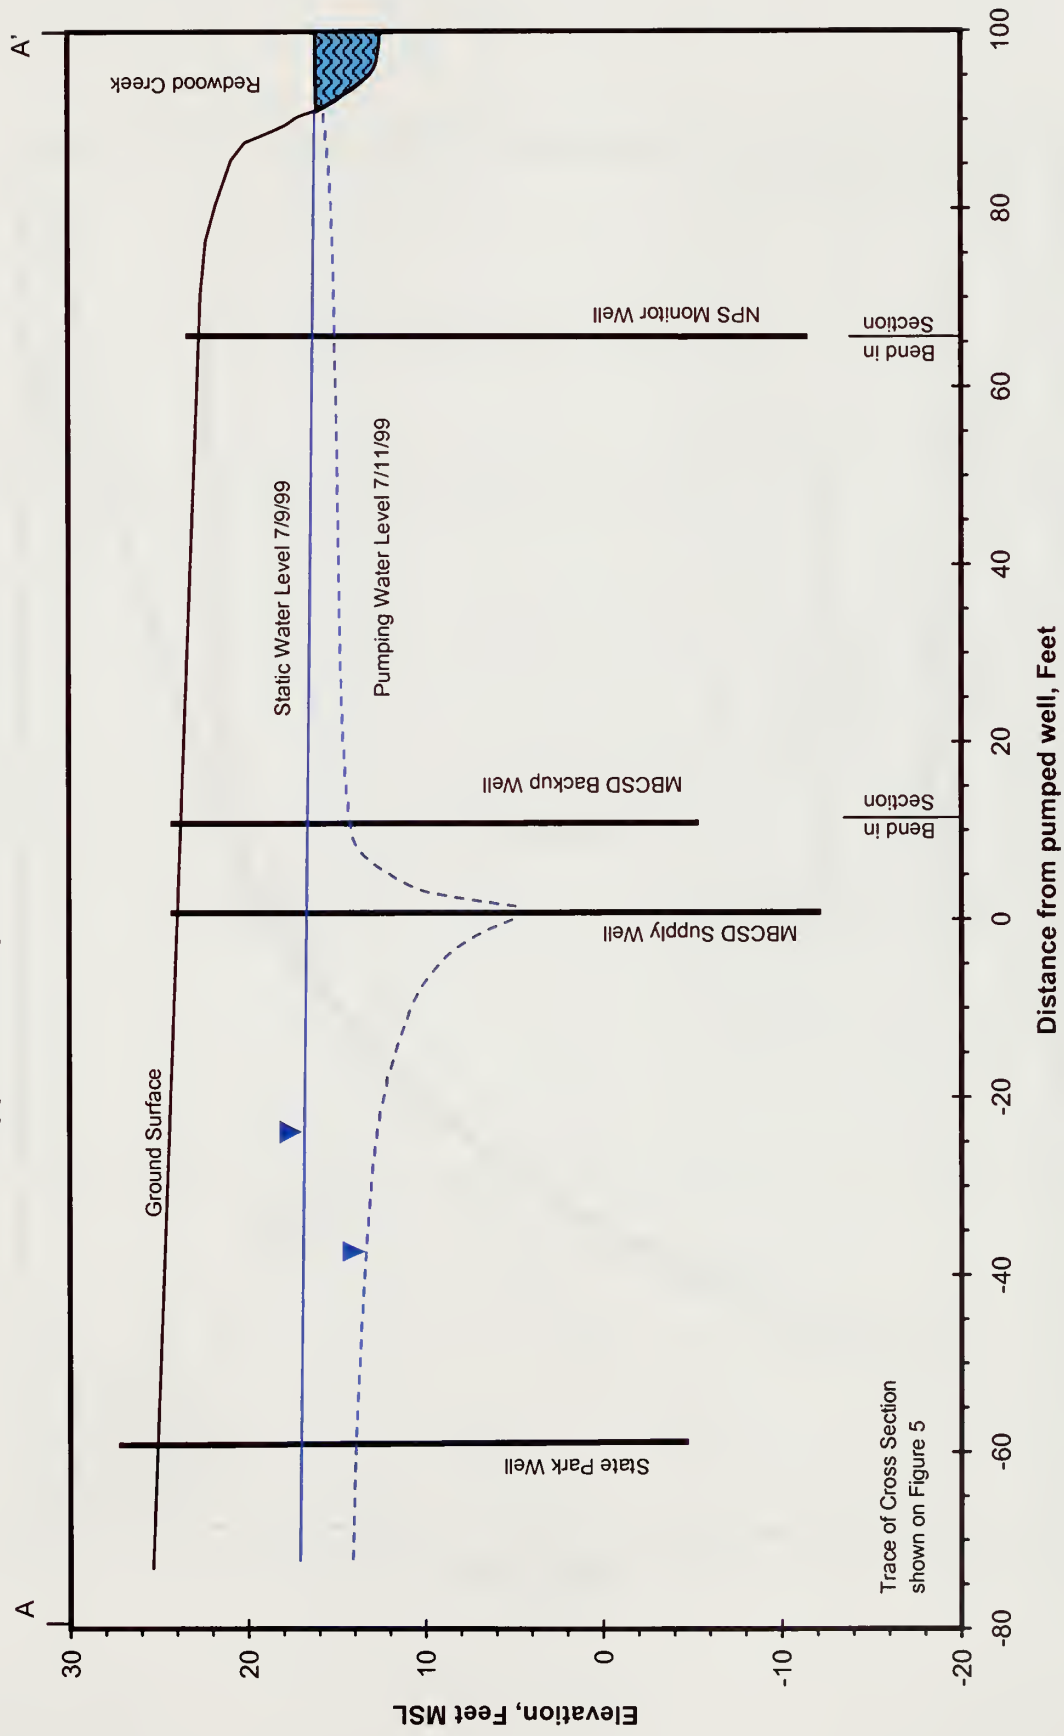 A
A'
Redwood Creek
Ground Surface
Static Water Level 7/9/99
Pumping Water Level 7/11/99
State Park Well
MBCSD Supply Well
MBCSD Backup Well
NPS Monitor Well
Bend in
Section
Bend in
Section
Trace of Cross Section
shown on Figure 5
Elevation, Feet MSL
30
20
10
0
-10
-20
-80
-60
-40
-20
0
20
40
60
80
100
Distance from pumped well, Feet